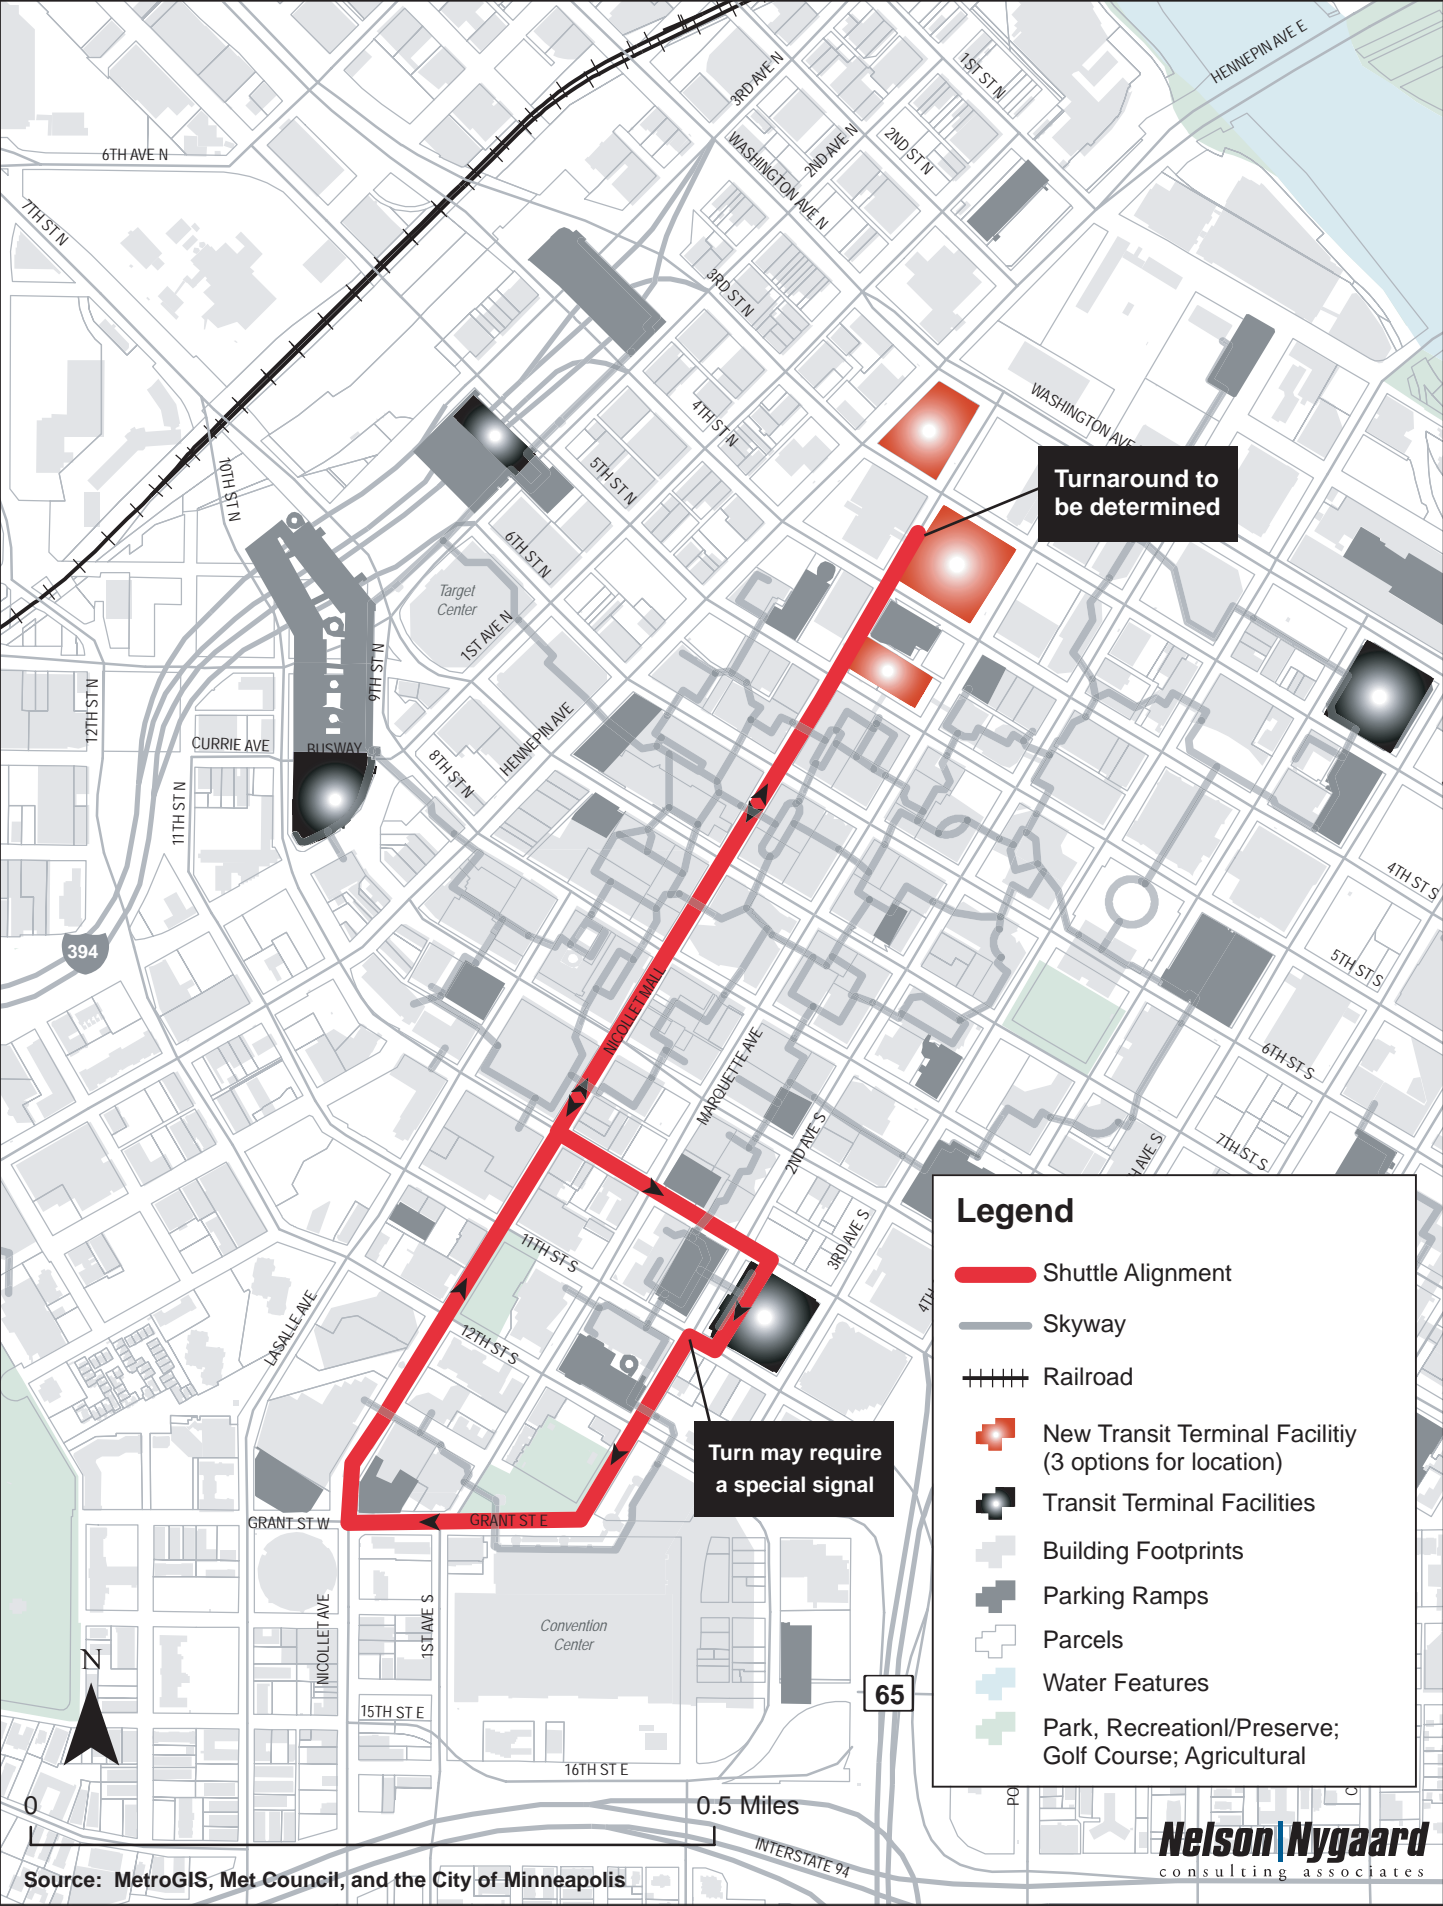 HENNEPIN AVE E
1ST ST N
3RD AVE N
2ND ST N
2ND AVE N
WASHINGTON AVE N
6TH AVE N
7TH ST N
3RD ST N
4TH ST N
WASHINGTON AVE
Turnaround to
be determined
10TH ST N
5TH ST N
6TH ST N
Target
Center
1ST AVE N
9TH ST N
12TH ST N
CURRIE AVE
BUSWAY
HENNEPIN AVE
8TH ST N
11TH ST N
4TH ST S
394
5TH ST S
NICOLLET MALL
MARQUETTE AVE
6TH ST S
2ND AVE S
7TH ST S
H AVE S
3RD AVE S
11TH ST S
4TH
LASALLE AVE
12TH ST S
Turn may require
a special signal
GRANT ST W
GRANT ST E
NICOLLET AVE
1ST AVE S
Convention
Center
65
15TH ST E
16TH ST E
PO
C
INTERSTATE 94
Legend
Shuttle Alignment
Skyway
Railroad
New Transit Terminal Facilitiy
(3 options for location)
Transit Terminal Facilities
Building Footprints
Parking Ramps
Parcels
Water Features
Park, Recreationl/Preserve;
Golf Course; Agricultural
N
0
0.5 Miles
Source: MetroGIS, Met Council, and the City of Minneapolis
Nelson|Nygaard
consulting associates